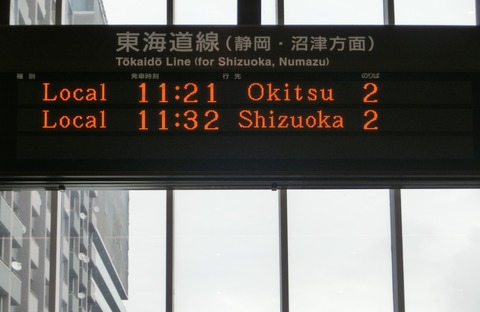 東海道線(静岡・沼津方面)
Tōkaidō Line (for Shizuoka, Numazu)
種別 発車時刻 行先 のりば
Local 11:21 Okitsu 2
Local 11:32 Shizuoka 2